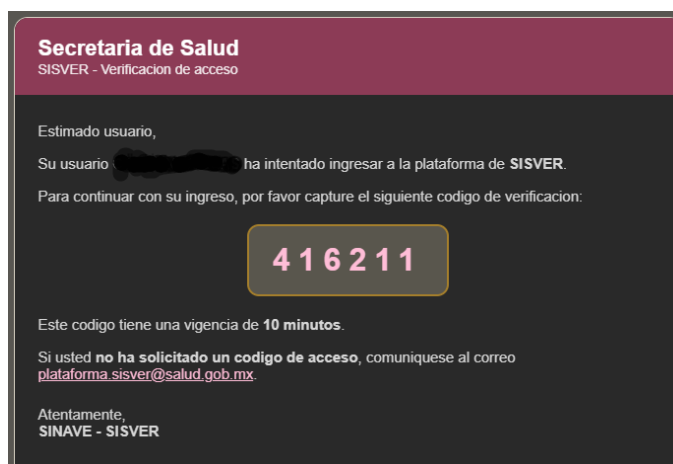 Secretaria de Salud
SISVER - Verificacion de acceso
Estimado usuario,
Su usuario ha intentado ingresar a la plataforma de SISVER.
Para continuar con su ingreso, por favor capture el siguiente codigo de verificacion:
416211
Este codigo tiene una vigencia de 10 minutos.
Si usted no ha solicitado un codigo de acceso, comuniquese al correo
plataforma.sisver@salud.gob.mx.
Atentamente,
SINAVE - SISVER